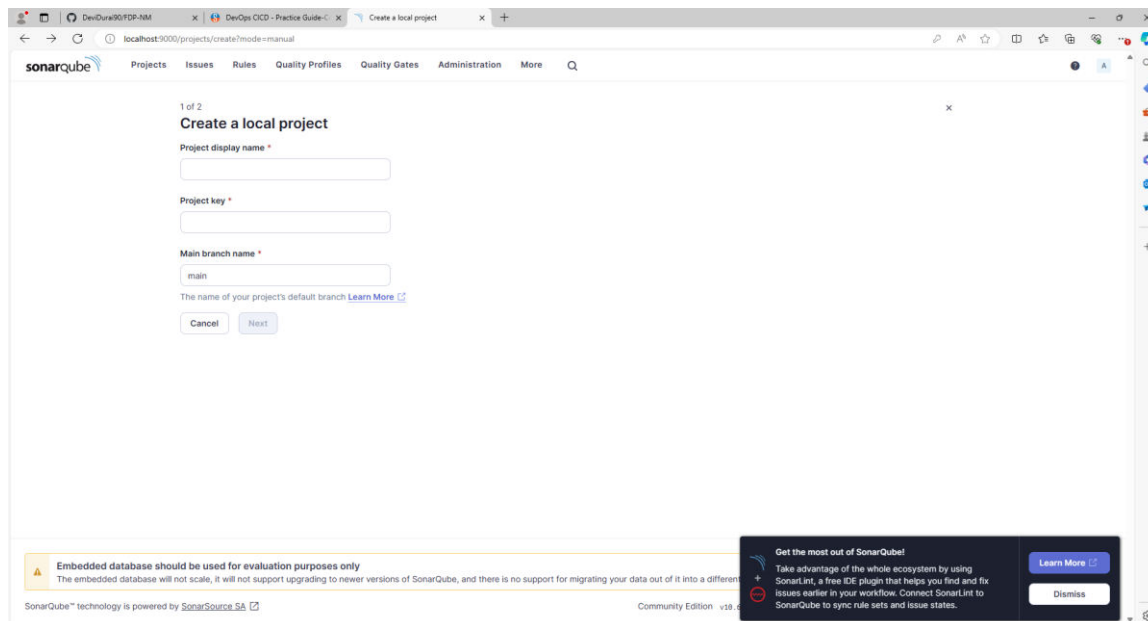 DeviDurai90/FDP-NM
DevOps CICD - Practice Guide-C
Create a local project
localhost:9000/projects/create?mode=manual
sonarqube
Projects
Issues
Rules
Quality Profiles
Quality Gates
Administration
More
A
1 of 2
Create a local project
Project display name *
Project key *
Main branch name *
main
The name of your project's default branch Learn More
Cancel
Next
Embedded database should be used for evaluation purposes only
The embedded database will not scale, it will not support upgrading to newer versions of SonarQube, and there is no support for migrating your data out of it into a different
SonarQube™ technology is powered by SonarSource SA
Community Edition
Get the most out of SonarQube!
Take advantage of the whole ecosystem by using
SonarLint, a free IDE plugin that helps you find and fix
issues earlier in your workflow. Connect SonarLint to
SonarQube to sync rule sets and issue states.
Learn More
Dismiss